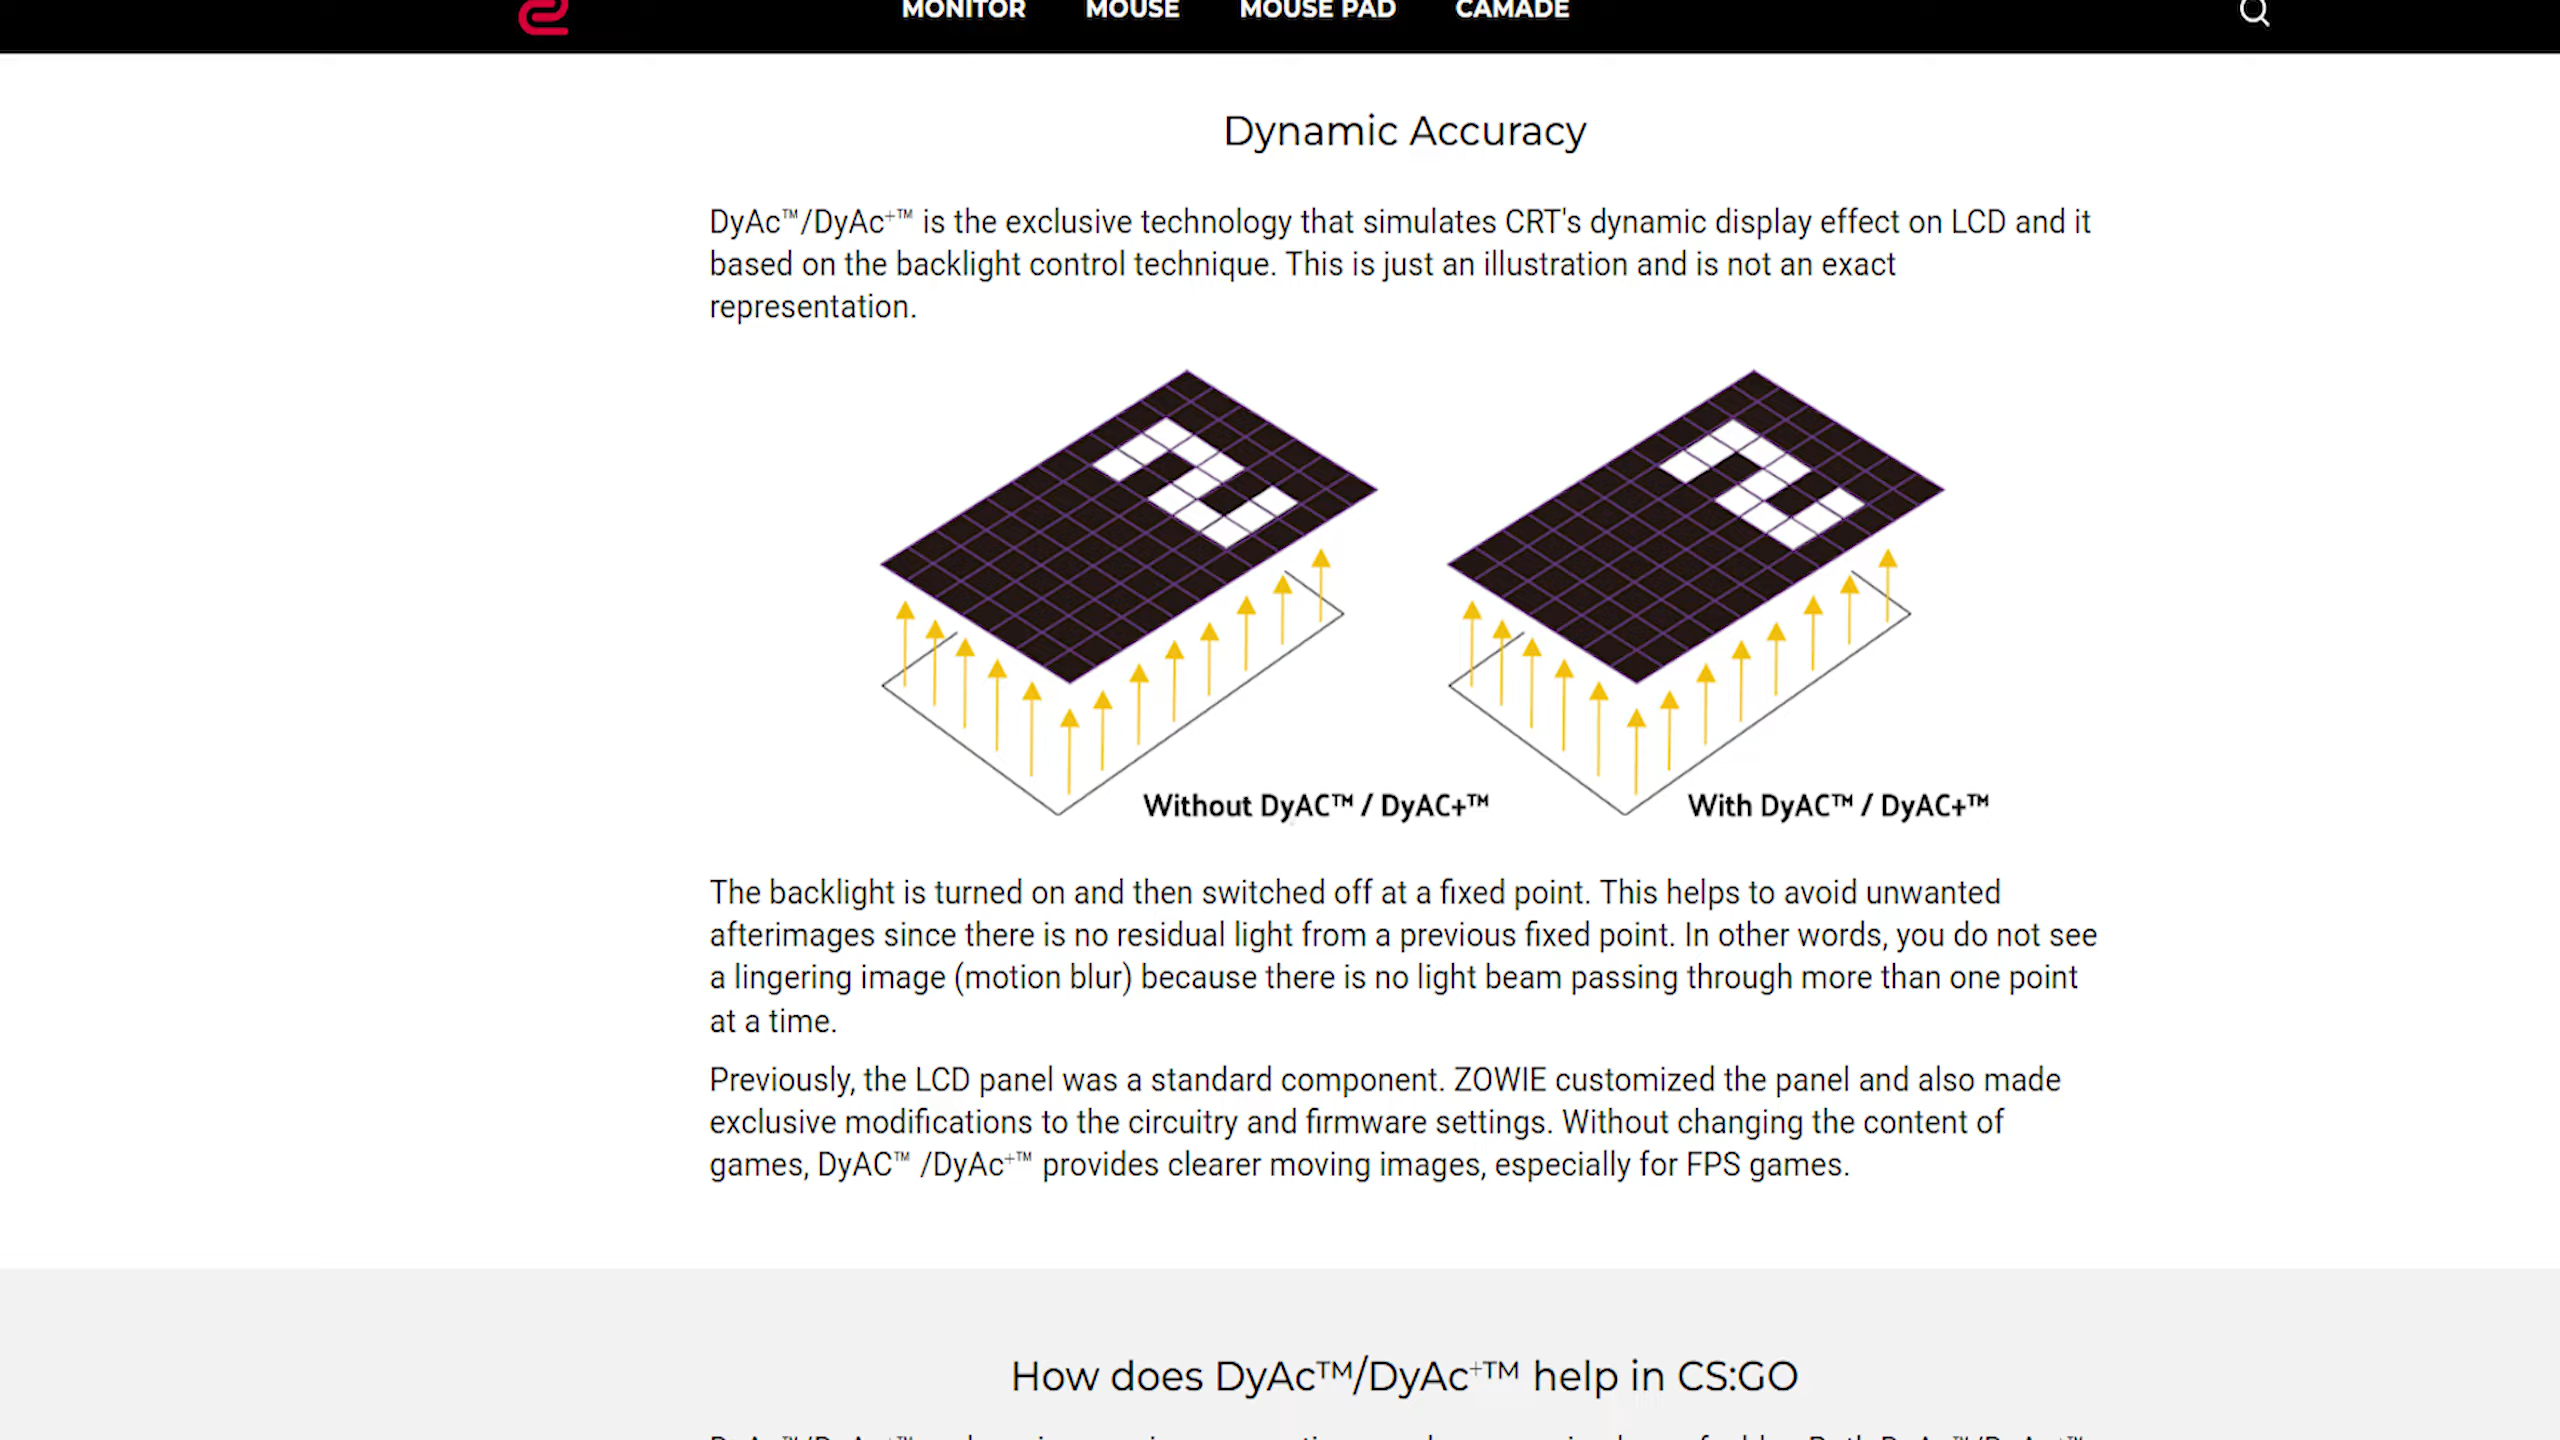 MONITOR MOUSE MOUSE PAD CAMADE
Dynamic Accuracy
DyAc™/DyAc⁺™ is the exclusive technology that simulates CRT's dynamic display effect on LCD and it
based on the backlight control technique. This is just an illustration and is not an exact
representation.
Without DyAC™ / DyAC+™ With DyAC™ / DyAC+™
The backlight is turned on and then switched off at a fixed point. This helps to avoid unwanted
afterimages since there is no residual light from a previous fixed point. In other words, you do not see
a lingering image (motion blur) because there is no light beam passing through more than one point
at a time.
Previously, the LCD panel was a standard component. ZOWIE customized the panel and also made
exclusive modifications to the circuitry and firmware settings. Without changing the content of
games, DyAC™ /DyAc⁺™ provides clearer moving images, especially for FPS games.
How does DyAc™/DyAc⁺™ help in CS:GO